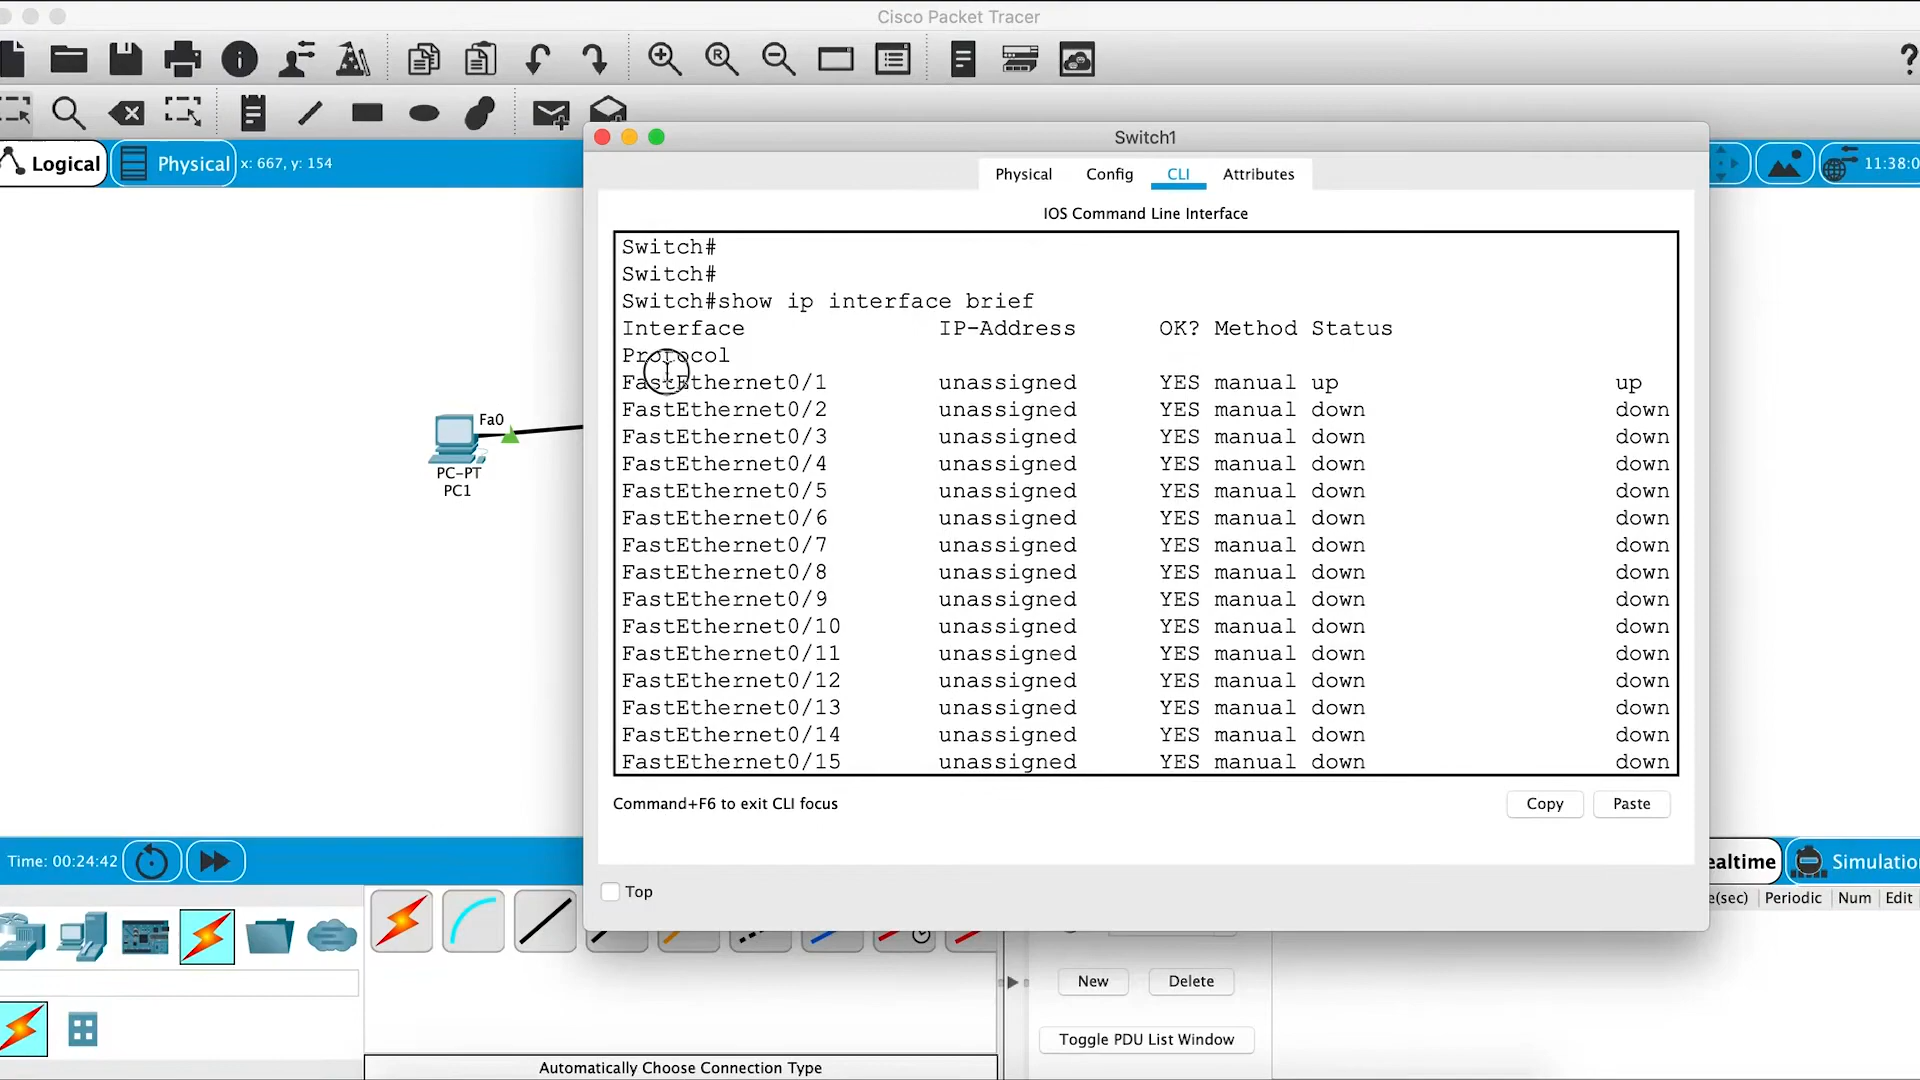 Cisco Packet Tracer
Logical
Physical
x: 667, y: 154
11:38:0
Switch1
Physical
Config
CLI
Attributes
IOS Command Line Interface
Switch#
Switch#
Switch#show ip interface brief
Interface IP-Address OK? Method Status
Protocol
FastEthernet0/1 unassigned YES manual up up
FastEthernet0/2 unassigned YES manual down down
FastEthernet0/3 unassigned YES manual down down
FastEthernet0/4 unassigned YES manual down down
FastEthernet0/5 unassigned YES manual down down
FastEthernet0/6 unassigned YES manual down down
FastEthernet0/7 unassigned YES manual down down
FastEthernet0/8 unassigned YES manual down down
FastEthernet0/9 unassigned YES manual down down
FastEthernet0/10 unassigned YES manual down down
FastEthernet0/11 unassigned YES manual down down
FastEthernet0/12 unassigned YES manual down down
FastEthernet0/13 unassigned YES manual down down
FastEthernet0/14 unassigned YES manual down down
FastEthernet0/15 unassigned YES manual down down
Command+F6 to exit CLI focus
Copy
Paste
Top
Fa0
PC-PT
PC1
Time: 00:24:42
ealtime
Simulatio
e(sec)
Periodic
Num
Edit
New
Delete
Toggle PDU List Window
Automatically Choose Connection Type